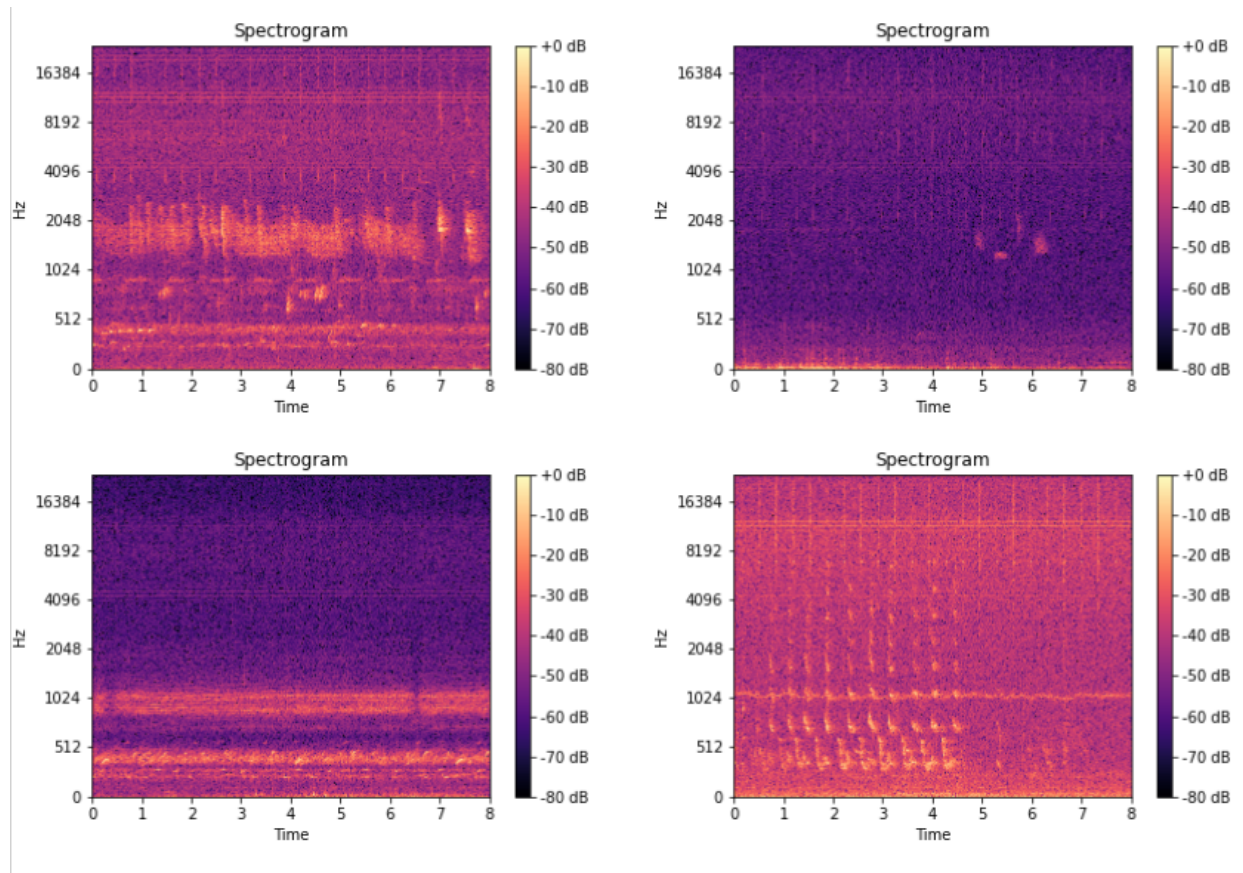 Spectrogram
16384
8192
4096
2048
1024
512
0
Hz
0 1 2 3 4 5 6 7 8
Time
+0 dB
-10 dB
-20 dB
-30 dB
-40 dB
-50 dB
-60 dB
-70 dB
-80 dB
Spectrogram
16384
8192
4096
2048
1024
512
0
Hz
0 1 2 3 4 5 6 7 8
Time
+0 dB
-10 dB
-20 dB
-30 dB
-40 dB
-50 dB
-60 dB
-70 dB
-80 dB
Spectrogram
16384
8192
4096
2048
1024
512
0
Hz
0 1 2 3 4 5 6 7 8
Time
+0 dB
-10 dB
-20 dB
-30 dB
-40 dB
-50 dB
-60 dB
-70 dB
-80 dB
Spectrogram
16384
8192
4096
2048
1024
512
0
Hz
0 1 2 3 4 5 6 7 8
Time
+0 dB
-10 dB
-20 dB
-30 dB
-40 dB
-50 dB
-60 dB
-70 dB
-80 dB